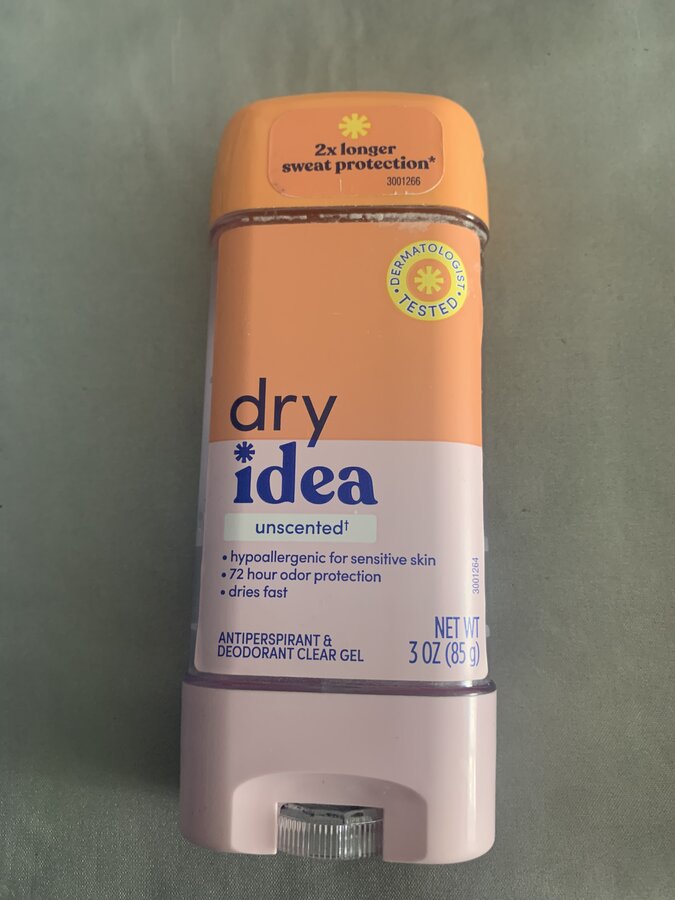 2x longer
sweat protection*
3001266
• DERMATOLOGIST •
TESTED
dry
idea
unscented†
• hypoallergenic for sensitive skin
• 72 hour odor protection
• dries fast
3001264
ANTIPERSPIRANT &
DEODORANT CLEAR GEL
NET WT
3 OZ (85 g)